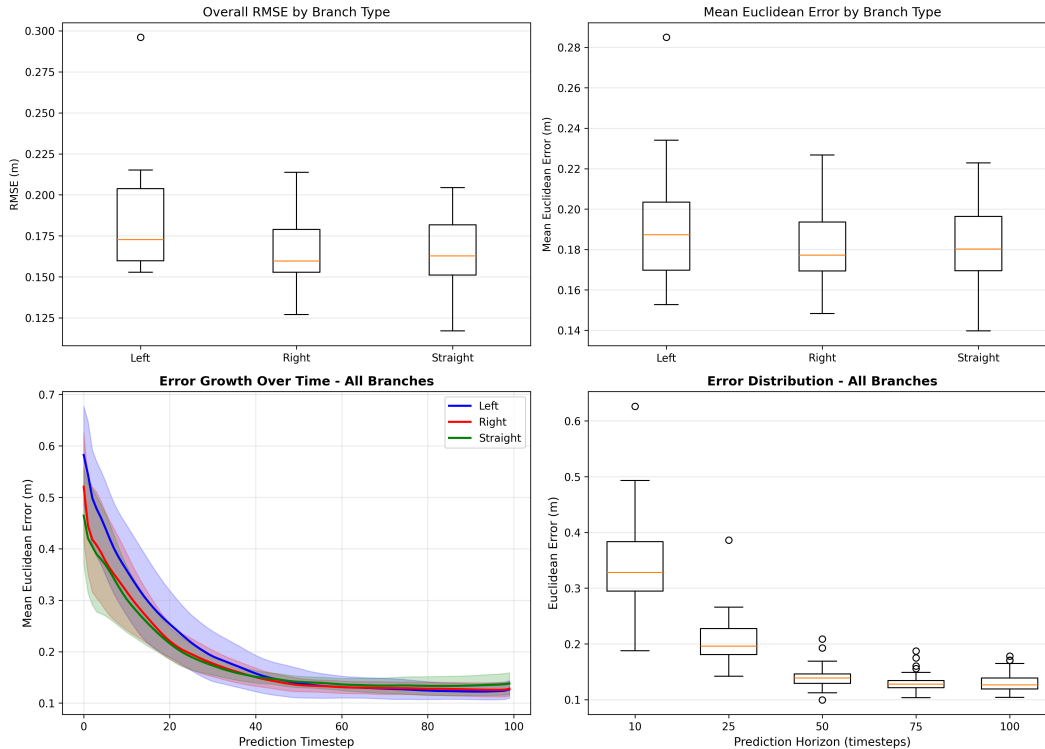 Overall RMSE by Branch Type
RMSE (m)
0.300
0.275
0.250
0.225
0.200
0.175
0.150
0.125
Left
Right
Straight
Mean Euclidean Error by Branch Type
Mean Euclidean Error (m)
0.28
0.26
0.24
0.22
0.20
0.18
0.16
0.14
Left
Right
Straight
Error Growth Over Time - All Branches
Mean Euclidean Error (m)
0.7
0.6
0.5
0.4
0.3
0.2
0.1
Left
Right
Straight
0
20
40
60
80
100
Prediction Timestep
Error Distribution - All Branches
Euclidean Error (m)
0.6
0.5
0.4
0.3
0.2
0.1
10
25
50
75
100
Prediction Horizon (timesteps)